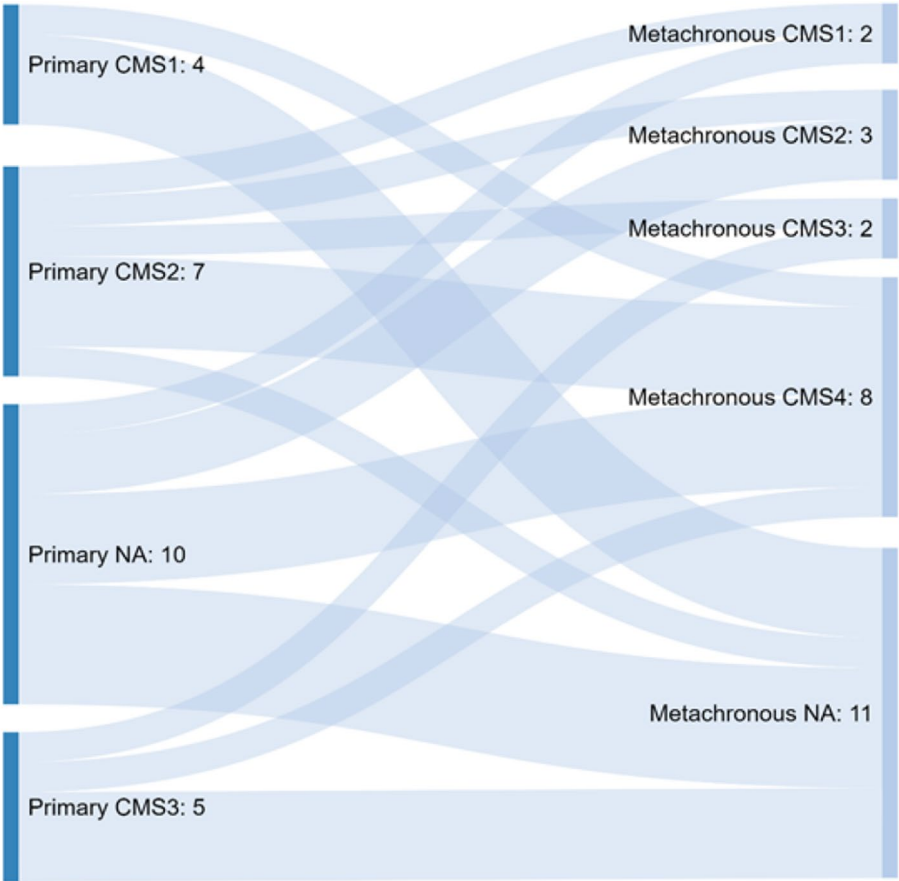 Primary CMS1: 4
Primary CMS2: 7
Primary NA: 10
Primary CMS3: 5
Metachronous CMS1: 2
Metachronous CMS2: 3
Metachronous CMS3: 2
Metachronous CMS4: 8
Metachronous NA: 11